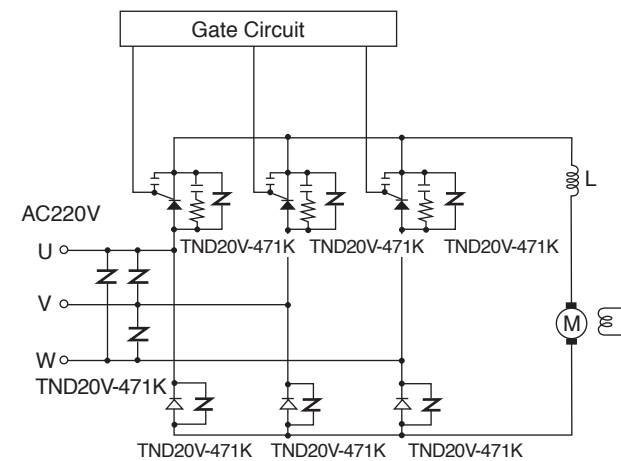 Gate Circuit
L
AC220V
TND20V-471K TND20V-471K TND20V-471K
U
V
M
W
TND20V-471K
TND20V-471K TND20V-471K TND20V-471K